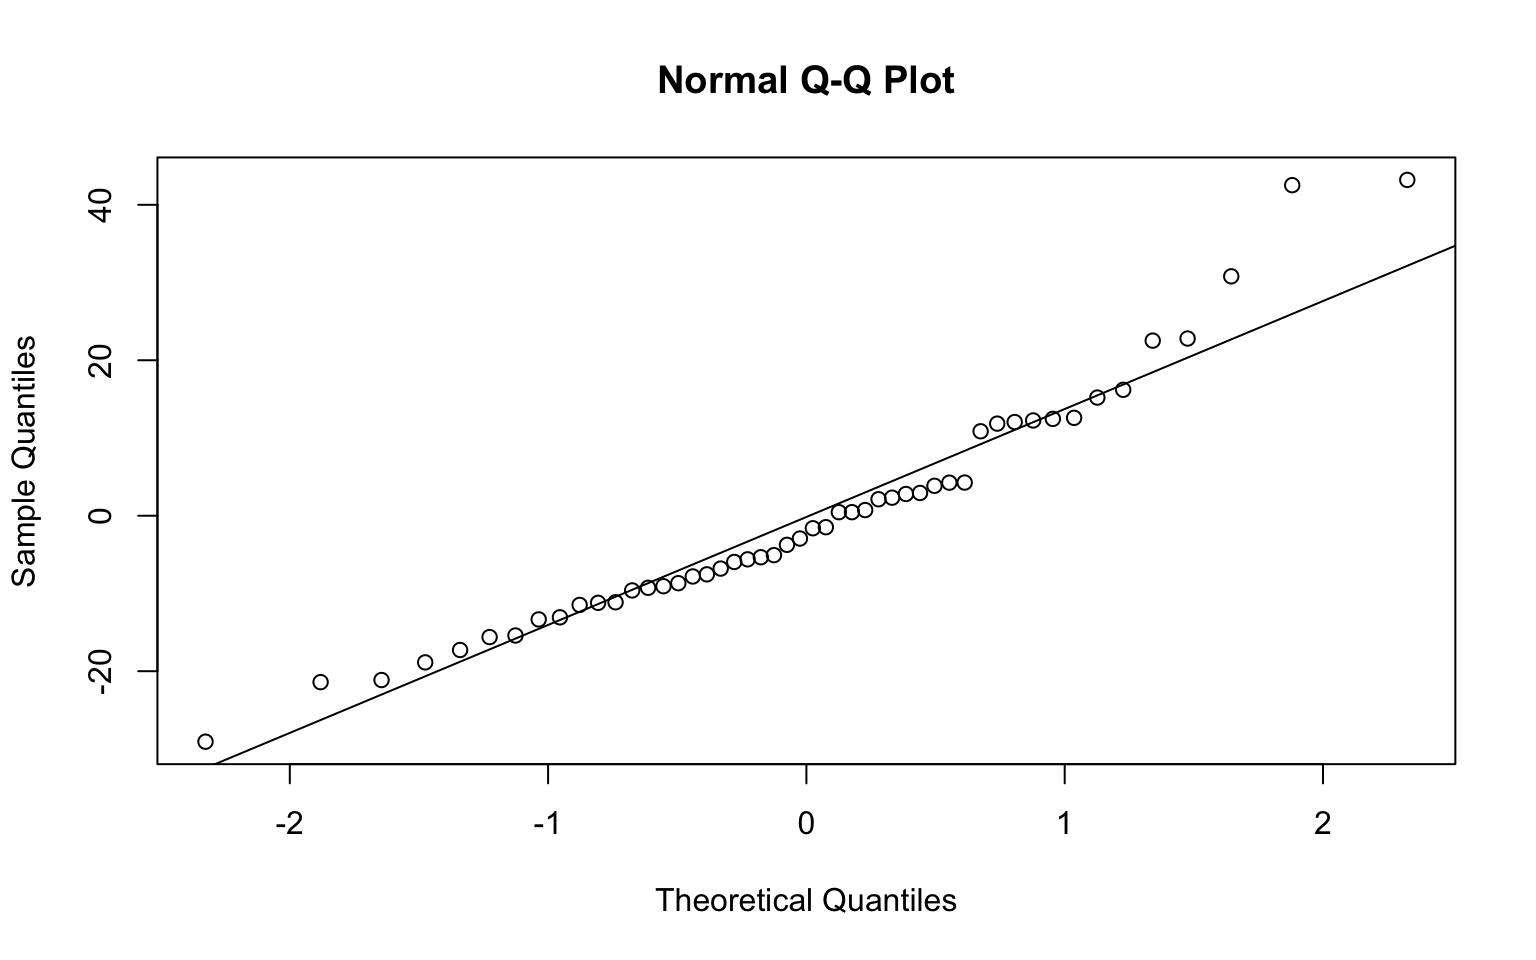 Normal Q-Q Plot
Sample Quantiles
40
20
0
-20
-2 -1 0 1 2
Theoretical Quantiles